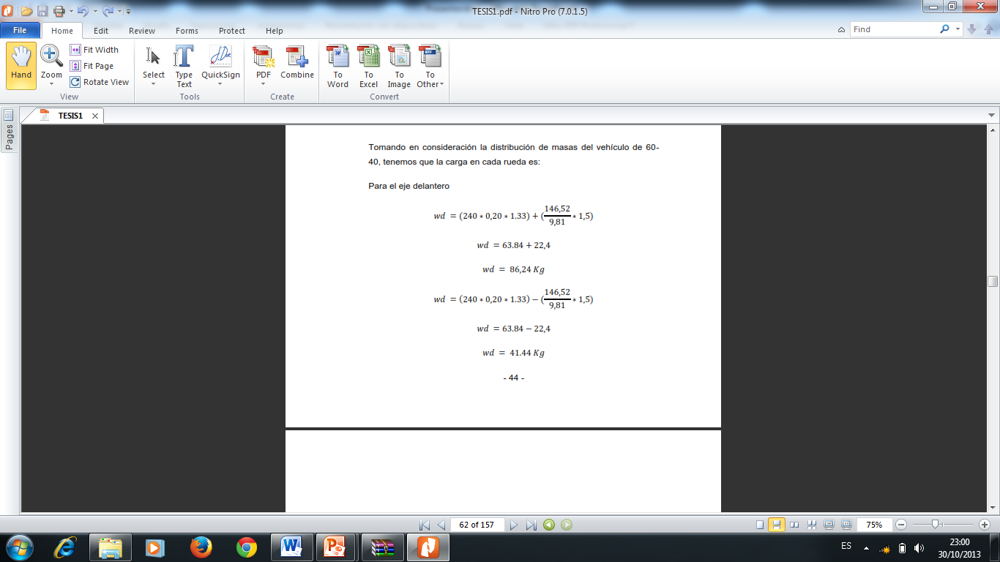 TESIS1.pdf - Nitro Pro (7.0.1.5)
File Home Edit Review Forms Protect Help Find
Hand Zoom Fit Width Fit Page Rotate View Select Type Text QuickSign PDF Combine To Word To Excel To Image To Other
View Tools Create Convert
TESIS1
Pages
Tomando en consideración la distribución de masas del vehículo de 60-
40, tenemos que la carga en cada rueda es:
Para el eje delantero
wd = (240 * 0,20 * 1.33) + (146,52/9,81 * 1,5)
wd = 63.84 + 22,4
wd = 86,24 Kg
wd = (240 * 0,20 * 1.33) − (146,52/9,81 * 1,5)
wd = 63.84 − 22,4
wd = 41.44 Kg
- 44 -
62 of 157 75%
ES 23:00
30/10/2013